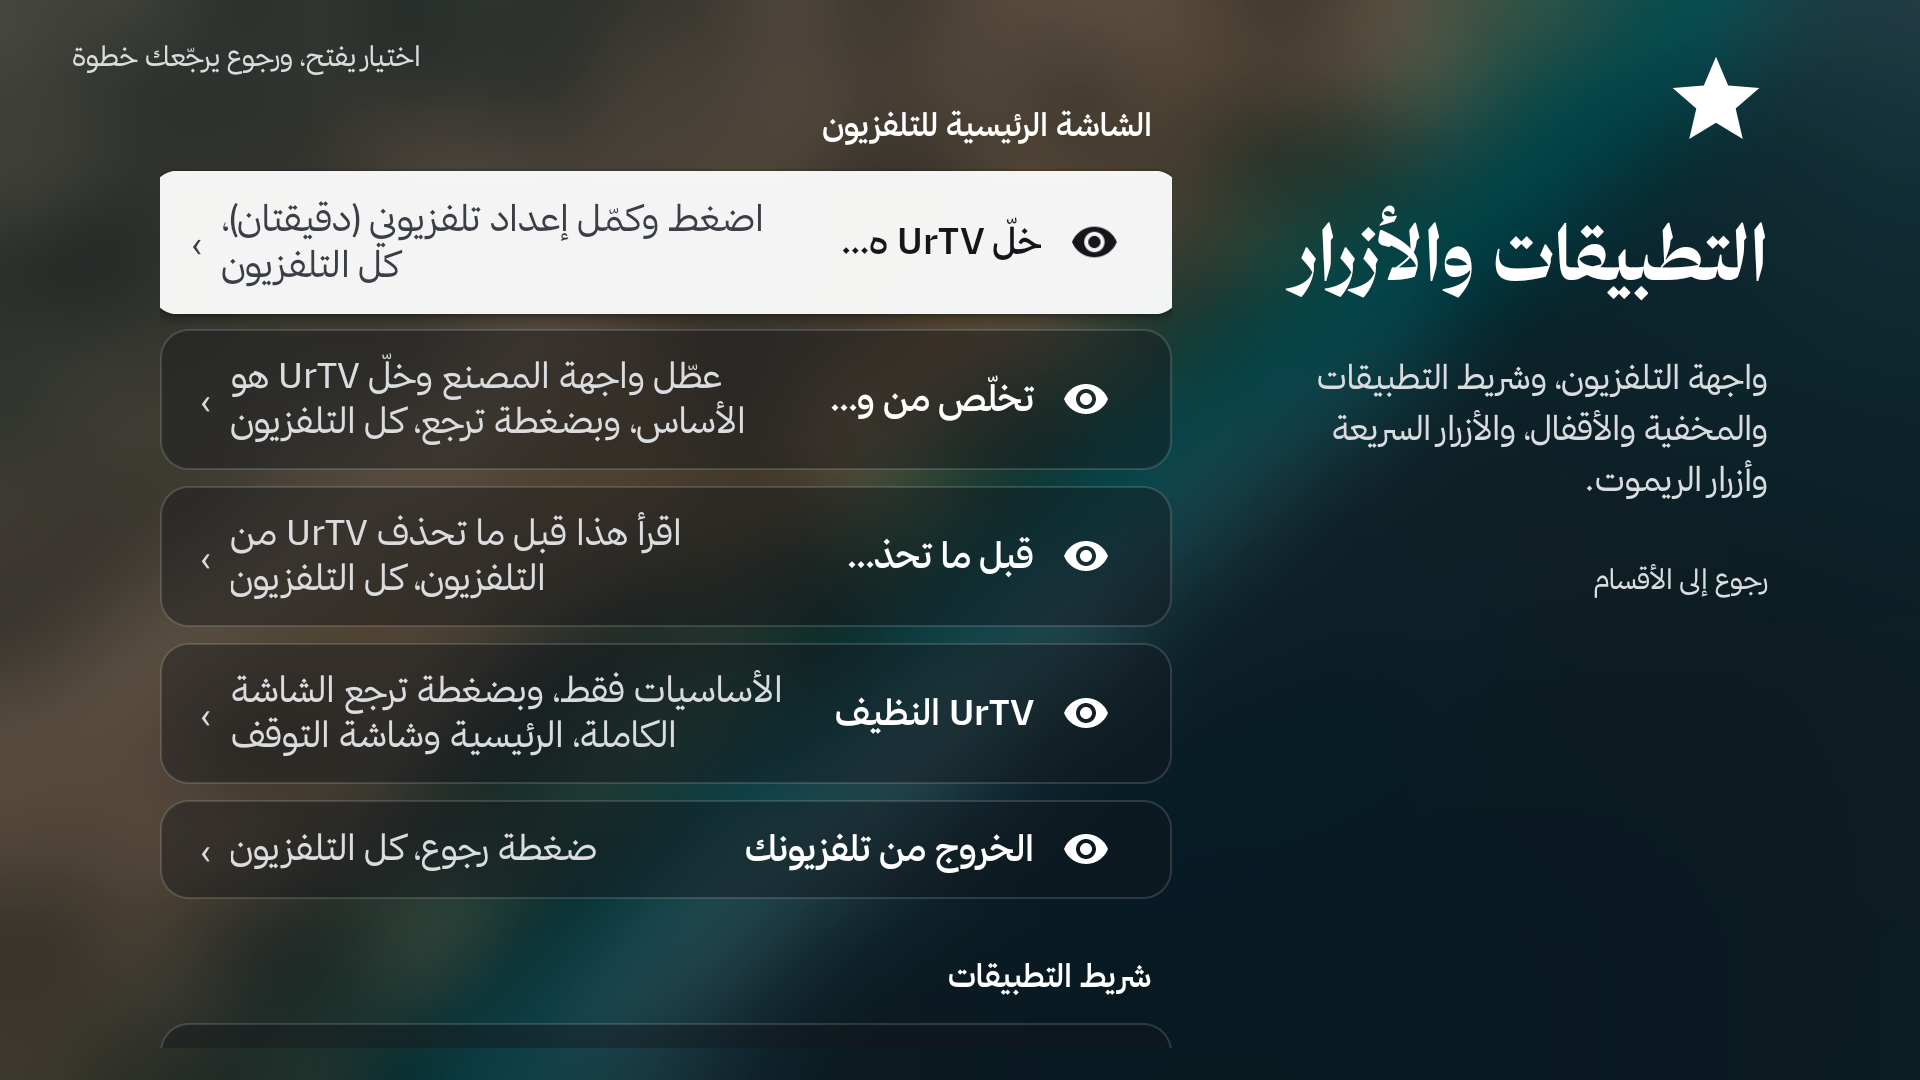 اختيار يفتح، ورجوع يرجّعك خطوة
التطبيقات والأزرار
واجهة التلفزيون، وشريط التطبيقات
والمخفية والأقفال، والأزرار السريعة
وأزرار الريموت.
رجوع إلى الأقسام
الشاشة الرئيسية للتلفزيون
خلّ UrTV ه...
اضغط وكمّل إعداد تلفزيوني (دقيقتان)،
كل التلفزيون
تخلّص من و...
عطّل واجهة المصنع وخلّ UrTV هو
الأساس، وبضغطة ترجع، كل التلفزيون
قبل ما تحذ...
اقرأ هذا قبل ما تحذف UrTV من
التلفزيون، كل التلفزيون
UrTV النظيف
الأساسيات فقط، وبضغطة ترجع الشاشة
الكاملة، الرئيسية وشاشة التوقف
الخروج من تلفزيونك
ضغطة رجوع، كل التلفزيون
شريط التطبيقات